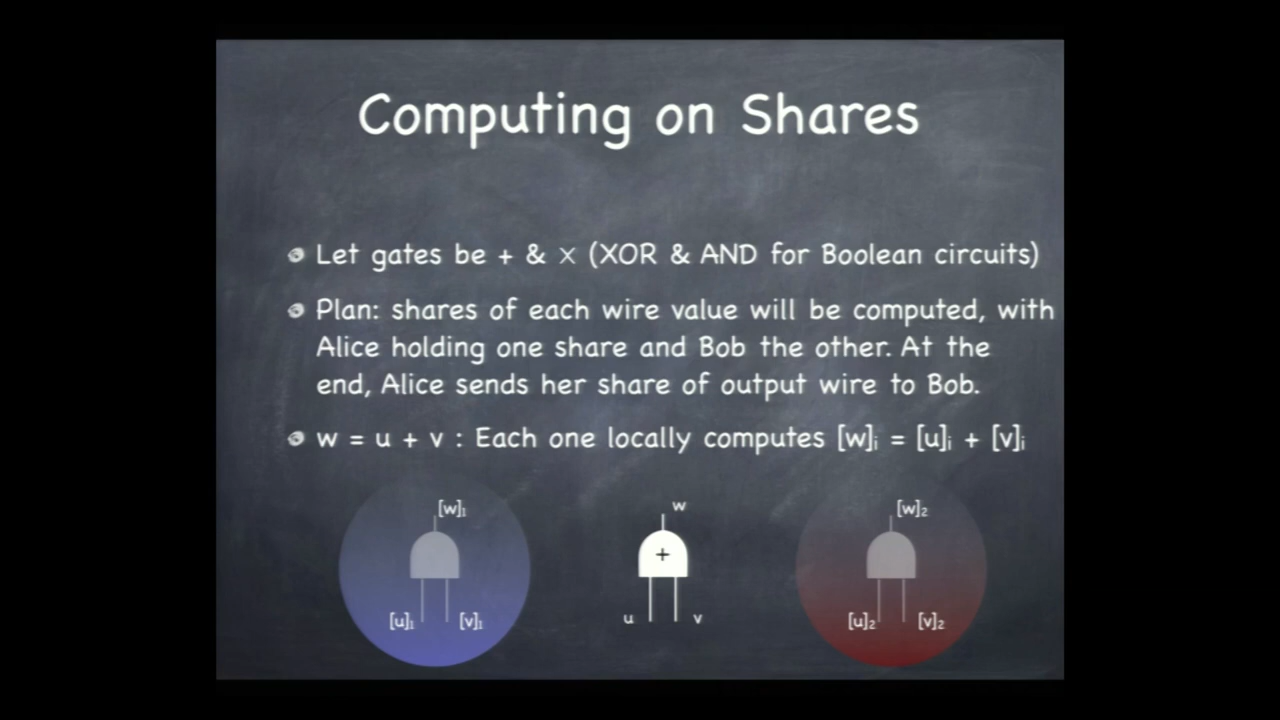 Computing on Shares
Let gates be + & × (XOR & AND for Boolean circuits)
Plan: shares of each wire value will be computed, with
Alice holding one share and Bob the other. At the
end, Alice sends her share of output wire to Bob.
w = u + v : Each one locally computes [w]ᵢ = [u]ᵢ + [v]ᵢ
[w]₁ w [w]₂
+
[u]₁ [v]₁ u v [u]₂ [v]₂